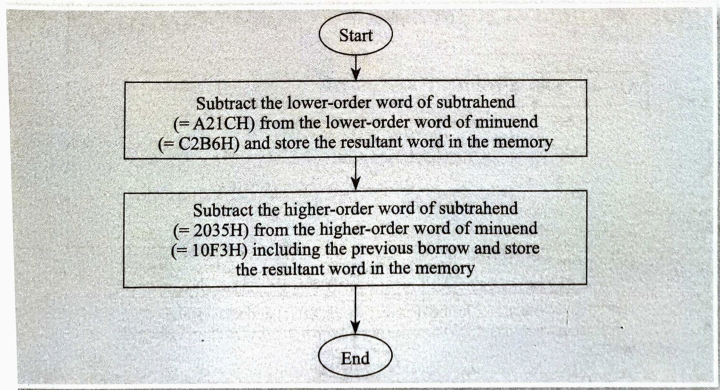 Start
Subtract the lower-order word of subtrahend
(= A21CH) from the lower-order word of minuend
(= C2B6H) and store the resultant word in the memory
Subtract the higher-order word of subtrahend
(= 2035H) from the higher-order word of minuend
(= 10F3H) including the previous borrow and store
the resultant word in the memory
End